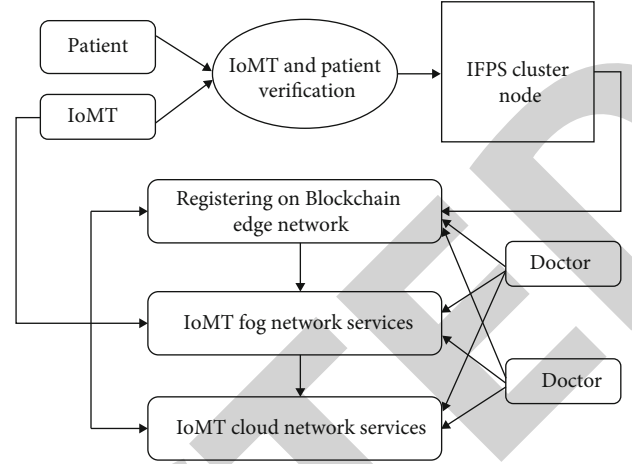 Patient
IoMT
IoMT and patient
verification
IFPS cluster
node
Registering on Blockchain
edge network
IoMT fog network services
IoMT cloud network services
Doctor
Doctor